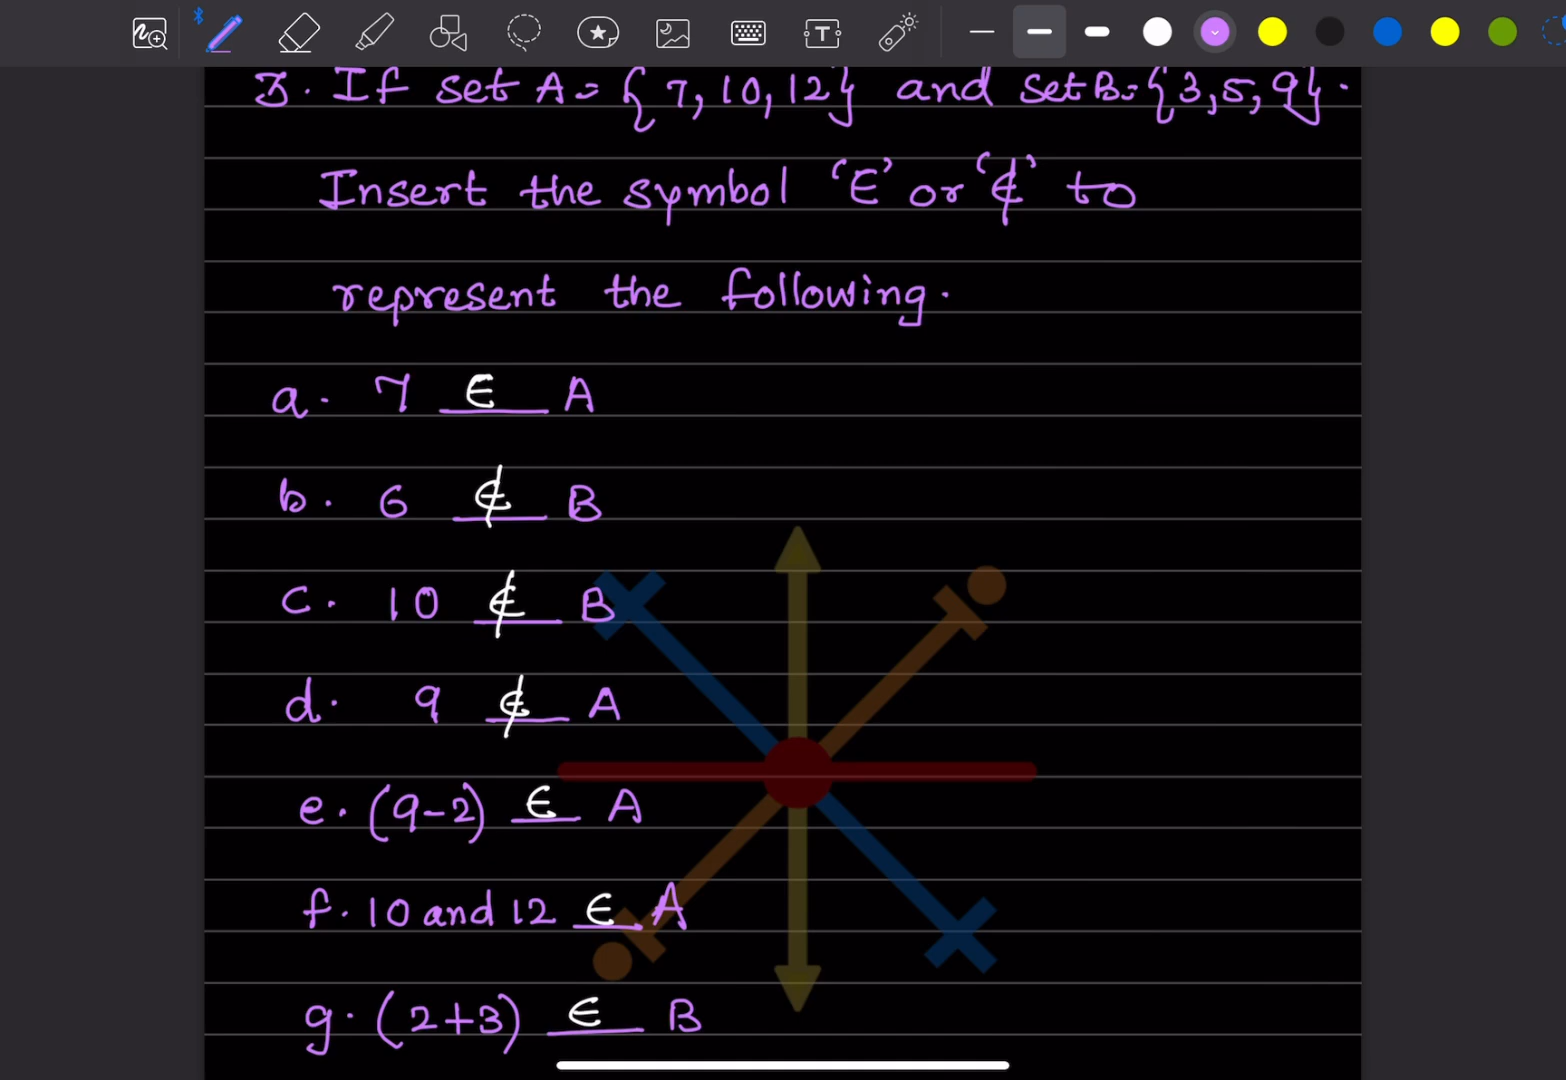 3. If set A = {7, 10, 12} and set B = {3, 5, 9}.
Insert the symbol '∈' or '∉' to
represent the following.
a. 7 ∈ A
b. 6 ∉ B
c. 10 ∉ B
d. 9 ∉ A
e. (9-2) ∈ A
f. 10 and 12 ∈ A
g. (2+3) ∈ B